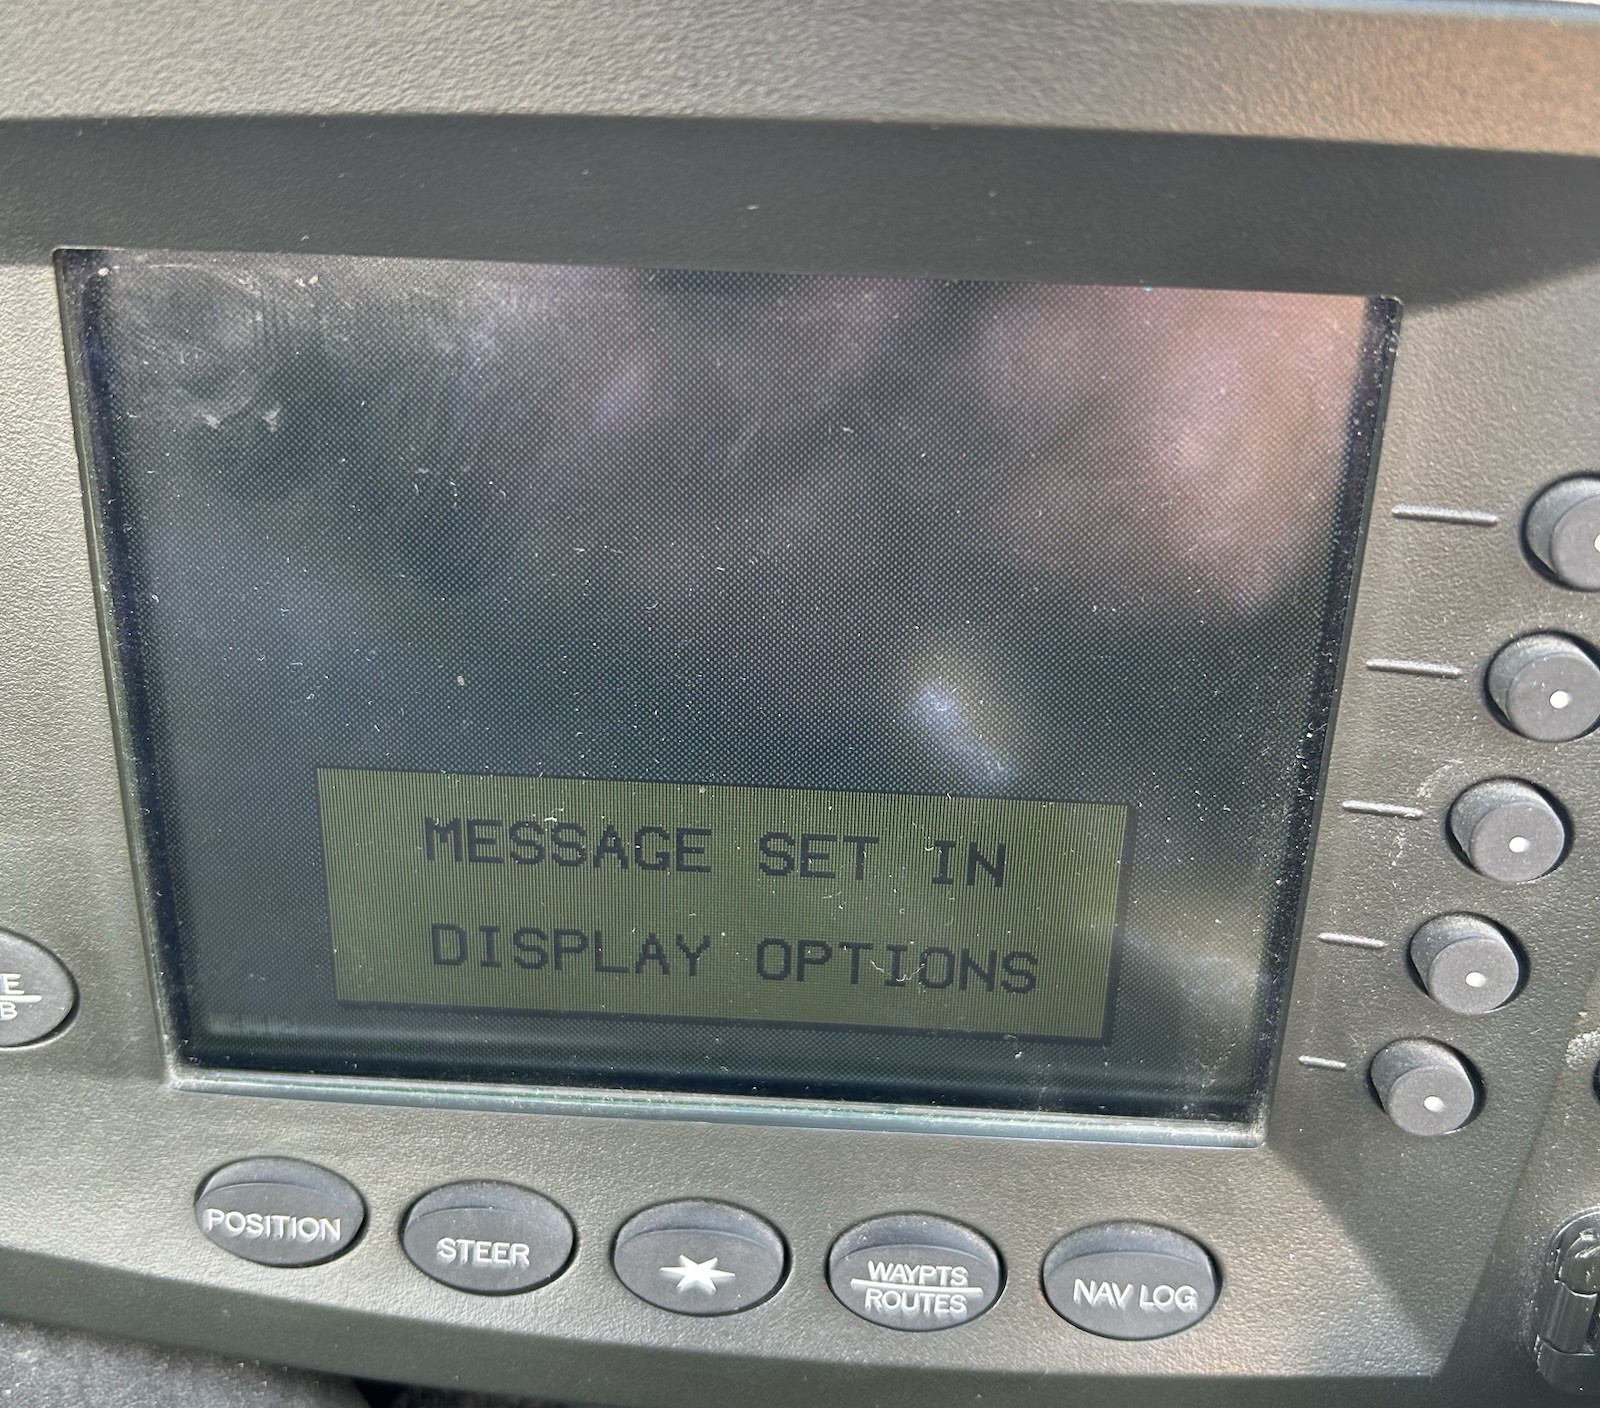 MESSAGE SET IN
DISPLAY OPTIONS
E
B
POSITION
STEER
WAYPTS
ROUTES
NAV LOG